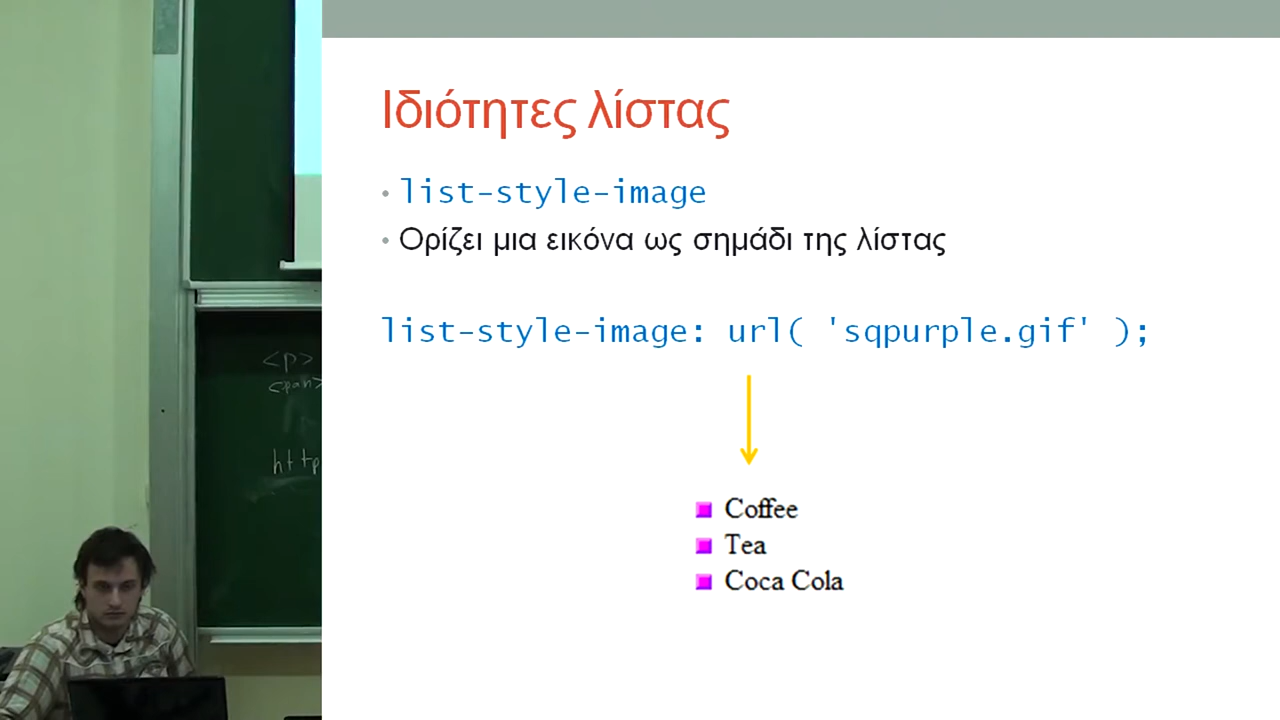 Ιδιότητες λίστας
• list-style-image
• Ορίζει μια εικόνα ως σημάδι της λίστας
list-style-image: url( 'sqpurple.gif' );
Coffee
Tea
Coca Cola
<p>
http